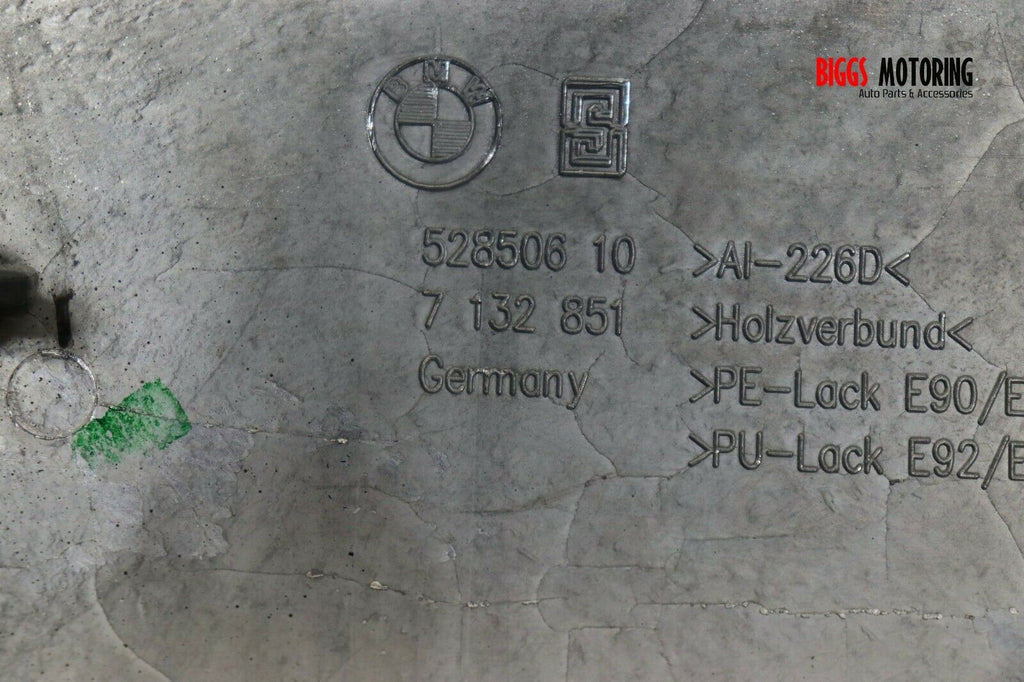 BIGGS MOTORING
Auto Parts & Accessories
BMW
528506 10
7 132 851
Germany
>Al-226D<
>Holzverbund<
>PE-Lack E90/E
>PU-Lack E92/E